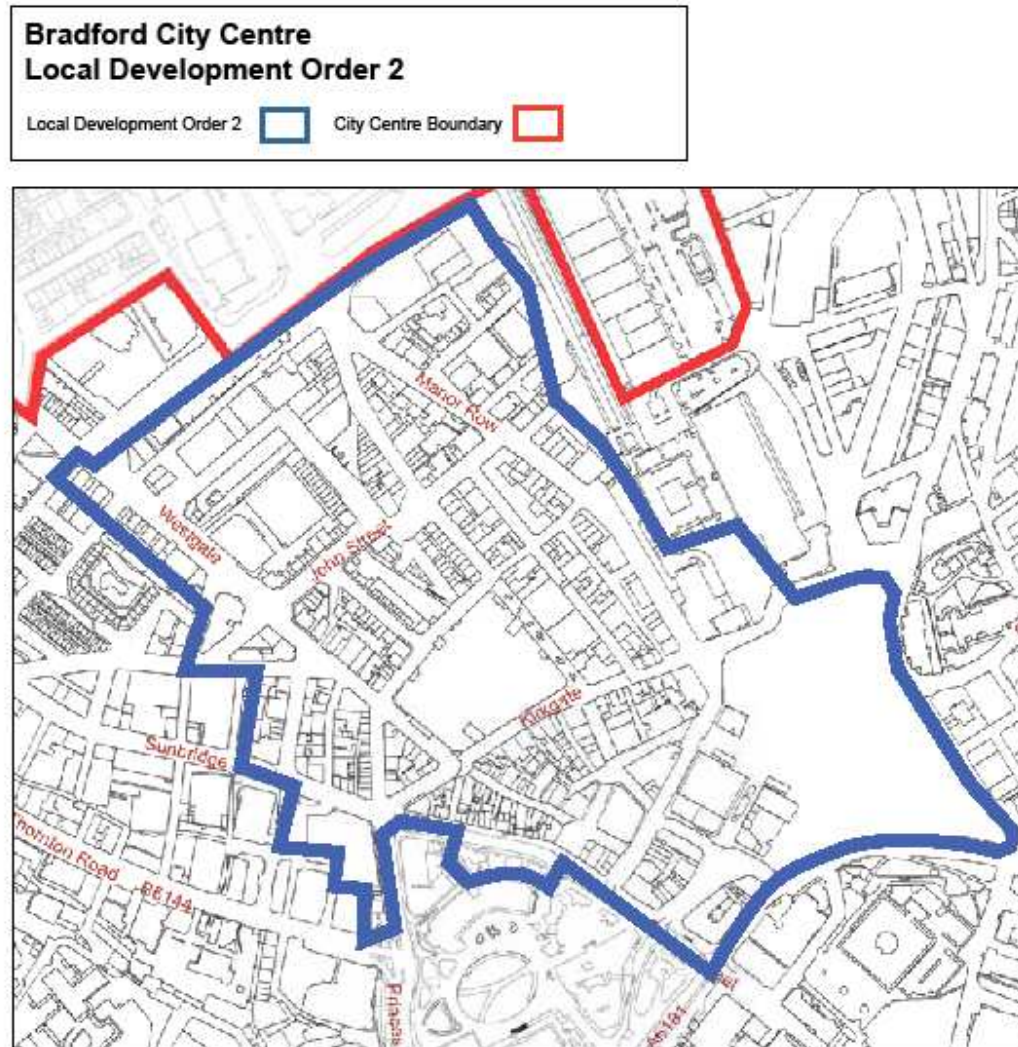 Bradford City Centre
Local Development Order 2
Local Development Order 2
City Centre Boundary
Manor Row
Westgate
John Street
Kirkgate
Sunbridge
Thornton Road
B6144
Princes